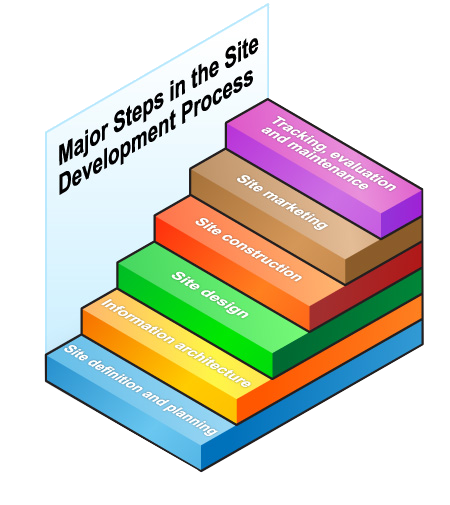 Major Steps in the Site
Development Process
Tracking, evaluation
and maintenance
Site marketing
Site construction
Site design
Information architecture
Site definition and planning